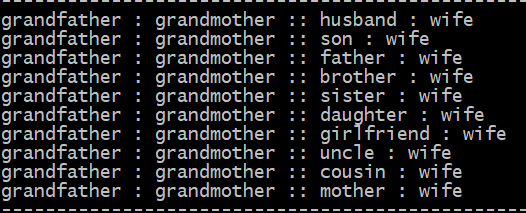 grandfather : grandmother :: husband : wife
grandfather : grandmother :: son : wife
grandfather : grandmother :: father : wife
grandfather : grandmother :: brother : wife
grandfather : grandmother :: sister : wife
grandfather : grandmother :: daughter : wife
grandfather : grandmother :: girlfriend : wife
grandfather : grandmother :: uncle : wife
grandfather : grandmother :: cousin : wife
grandfather : grandmother :: mother : wife